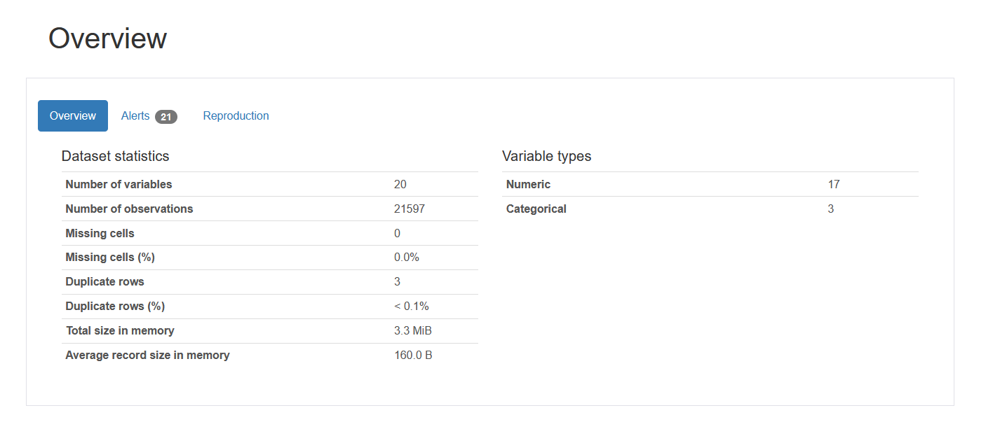 Overview
Overview Alerts 21 Reproduction
Dataset statistics
Number of variables 20
Number of observations 21597
Missing cells 0
Missing cells (%) 0.0%
Duplicate rows 3
Duplicate rows (%) < 0.1%
Total size in memory 3.3 MiB
Average record size in memory 160.0 B
Variable types
Numeric 17
Categorical 3